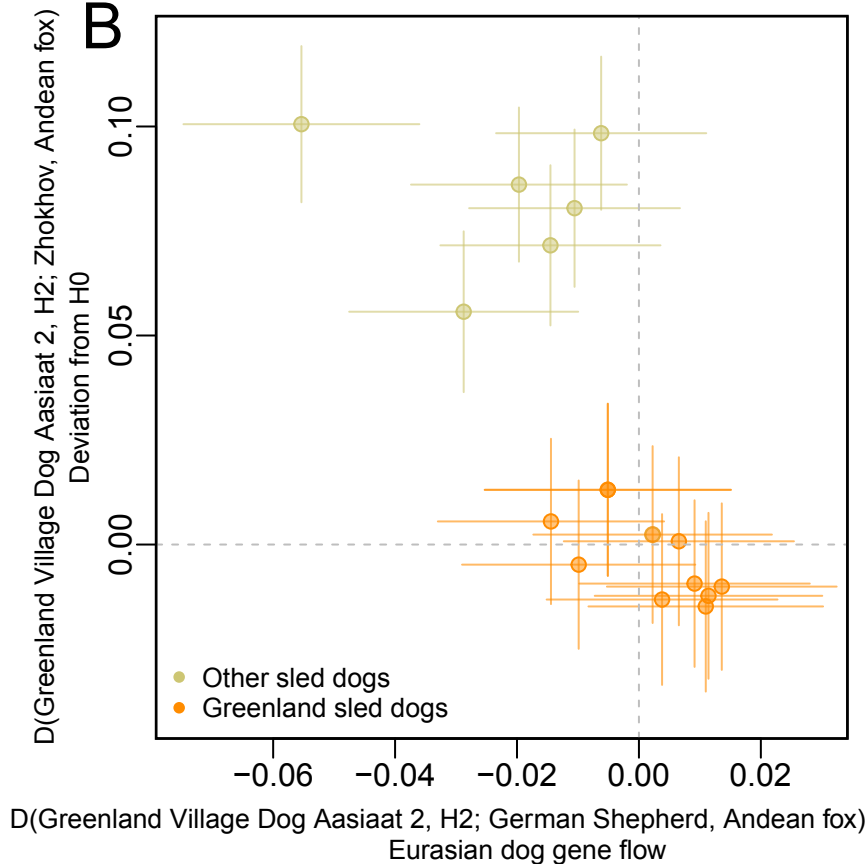 B
D(Greenland Village Dog Aasiaat 2, H2; Zhokhov, Andean fox)
Deviation from H0
0.10
0.05
0.00
Other sled dogs
Greenland sled dogs
−0.06 −0.04 −0.02 0.00 0.02
D(Greenland Village Dog Aasiaat 2, H2; German Shepherd, Andean fox)
Eurasian dog gene flow